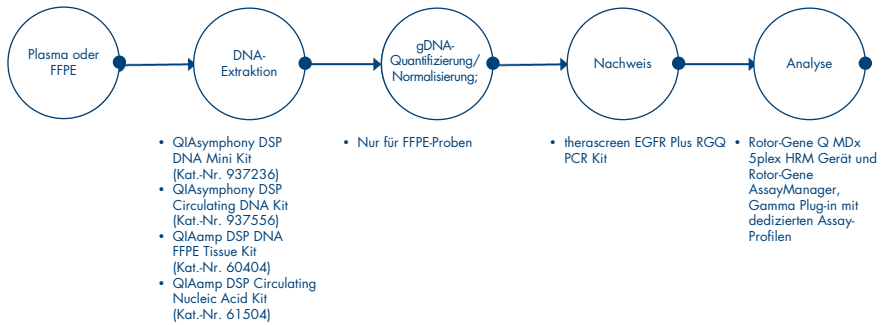 Plasma oder
FFPE
DNA-
Extraktion
gDNA-
Quantifizierung/
Normalisierung;
Nachweis
Analyse
• QIAsymphony DSP
DNA Mini Kit
(Kat.-Nr. 937236)
• QIAsymphony DSP
Circulating DNA Kit
(Kat.-Nr. 937556)
• QIAamp DSP DNA
FFPE Tissue Kit
(Kat.-Nr. 60404)
• QIAamp DSP Circulating
Nucleic Acid Kit
(Kat.-Nr. 61504)
• Nur für FFPE-Proben
• therascreen EGFR Plus RGQ
PCR Kit
• Rotor-Gene Q MDx
5plex HRM Gerät und
Rotor-Gene
AssayManager,
Gamma Plug-in mit
dedizierten Assay-
Profilen